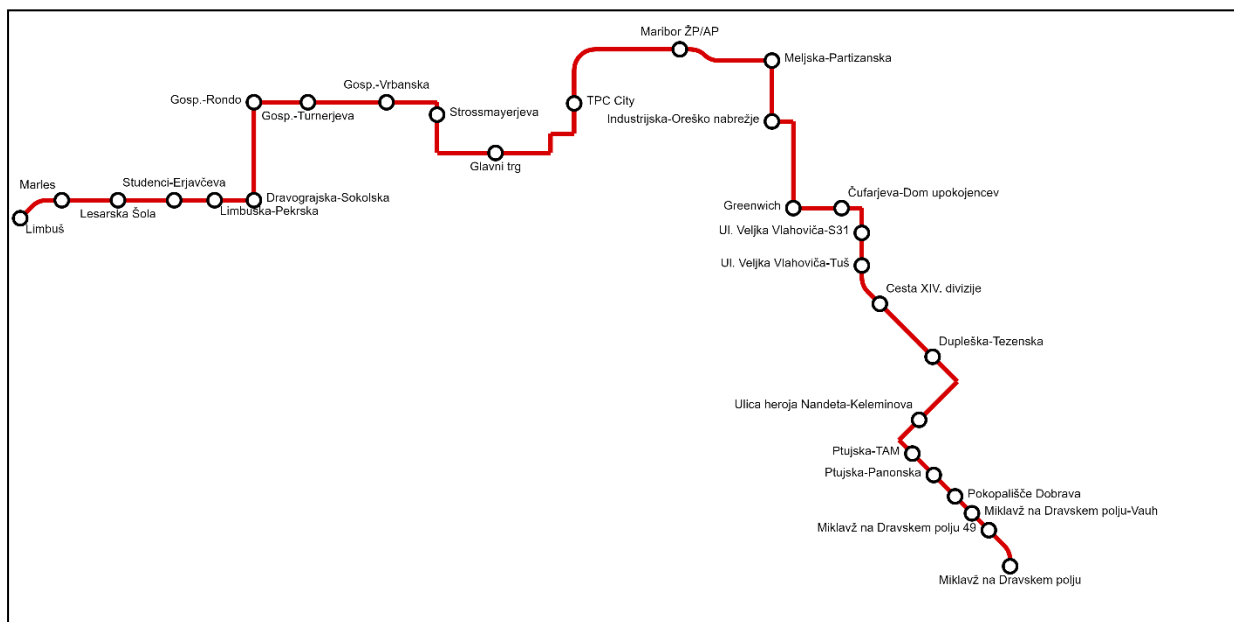 Maribor ŽP/AP
Meljska-Partizanska
Gosp.-Vrbanska
Gosp.-Rondo
Gosp.-Turnerjeva
Strossmayerjeva
TPC City
Industrijska-Oreško nabrežje
Glavni trg
Marles
Studenci-Erjavčeva
Čufarjeva-Dom upokojencev
Dravograjska-Sokolska
Lesarska Šola
Limbuška-Pekrska
Greenwich
Limbuš
Ul. Veljka Vlahoviča-S31
Ul. Veljka Vlahoviča-Tuš
Cesta XIV. divizije
Dupleška-Tezenska
Ulica heroja Nandeta-Keleminova
Ptujska-TAM
Ptujska-Panonska
Pokopališče Dobrava
Miklavž na Dravskem polju-Vauh
Miklavž na Dravskem polju 49
Miklavž na Dravskem polju